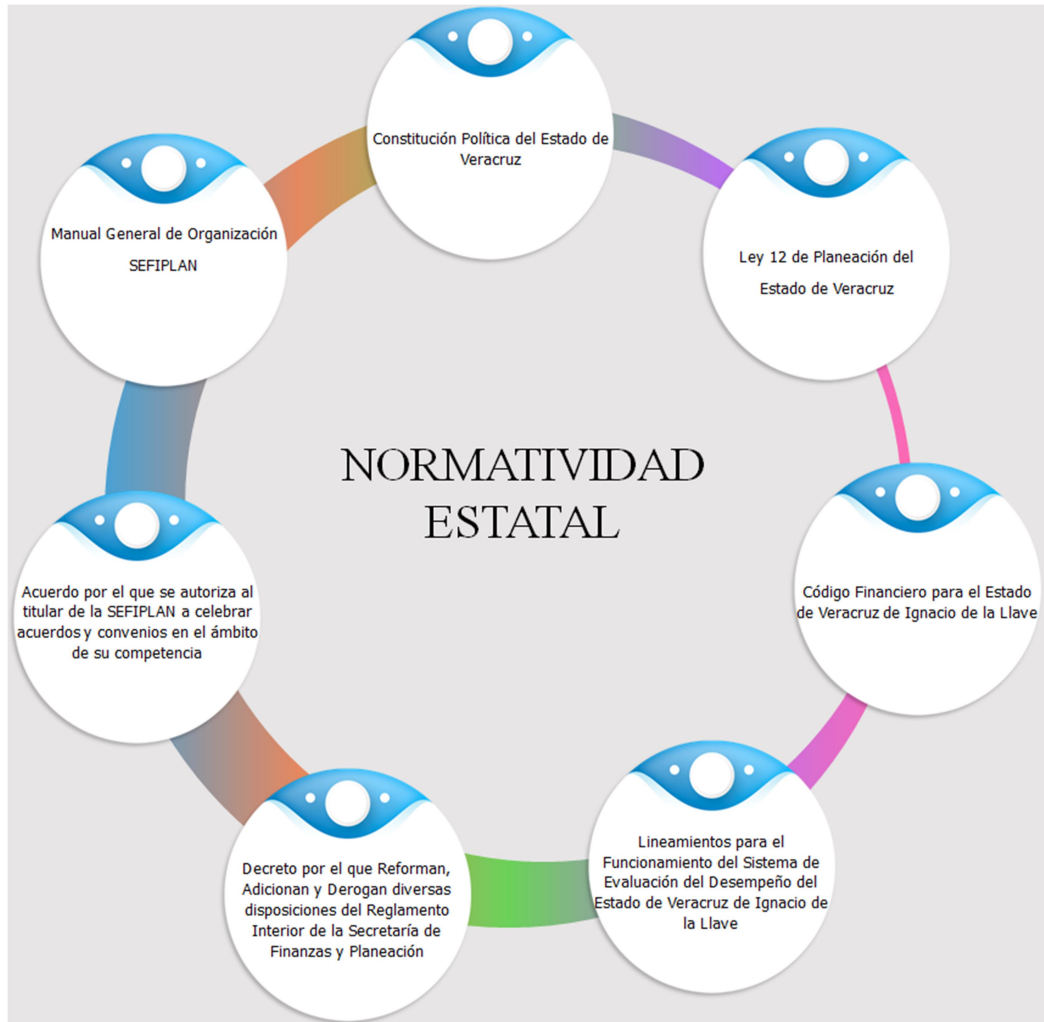 Constitución Política del Estado de
Veracruz
Manual General de Organización
SEFIPLAN
Ley 12 de Planeación del
Estado de Veracruz
NORMATIVIDAD
ESTATAL
Acuerdo por el que se autoriza al
titular de la SEFIPLAN a celebrar
acuerdos y convenios en el ámbito
de su competencia
Código Financiero para el Estado
de Veracruz de Ignacio de la Llave
Decreto por el que Reforman,
Adicionan y Derogan diversas
disposiciones del Reglamento
Interior de la Secretaría de
Finanzas y Planeación
Lineamientos para el
Funcionamiento del Sistema de
Evaluación del Desempeño del
Estado de Veracruz de Ignacio de
la Llave